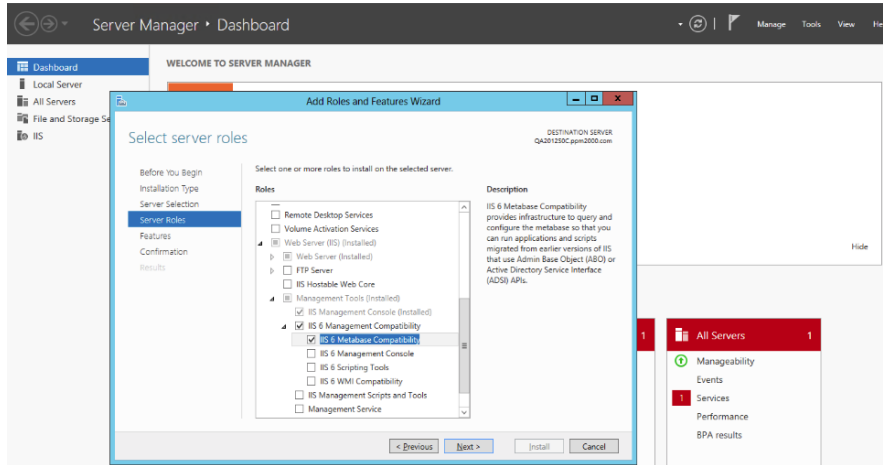 Server Manager • Dashboard
Manage Tools View He
Dashboard
Local Server
All Servers
File and Storage Se
IIS
WELCOME TO SERVER MANAGER
Add Roles and Features Wizard
Select server roles
DESTINATION SERVER
QA2012S0C.ppm2000.com
Before You Begin
Installation Type
Server Selection
Server Roles
Features
Confirmation
Results
Select one or more roles to install on the selected server.
Roles
Remote Desktop Services
Volume Activation Services
Web Server (IIS) (Installed)
Web Server (Installed)
FTP Server
IIS Hostable Web Core
Management Tools (Installed)
IIS Management Console (Installed)
IIS 6 Management Compatibility
IIS 6 Metabase Compatibility
IIS 6 Management Console
IIS 6 Scripting Tools
IIS 6 WMI Compatibility
IIS Management Scripts and Tools
Management Service
Description
IIS 6 Metabase Compatibility
provides infrastructure to query and
configure the metabase so that you
can run applications and scripts
migrated from earlier versions of IIS
that use Admin Base Object (ABO) or
Active Directory Service Interface
(ADSI) APIs.
< Previous Next > Install Cancel
Hide
1
All Servers 1
Manageability
Events
1 Services
Performance
BPA results